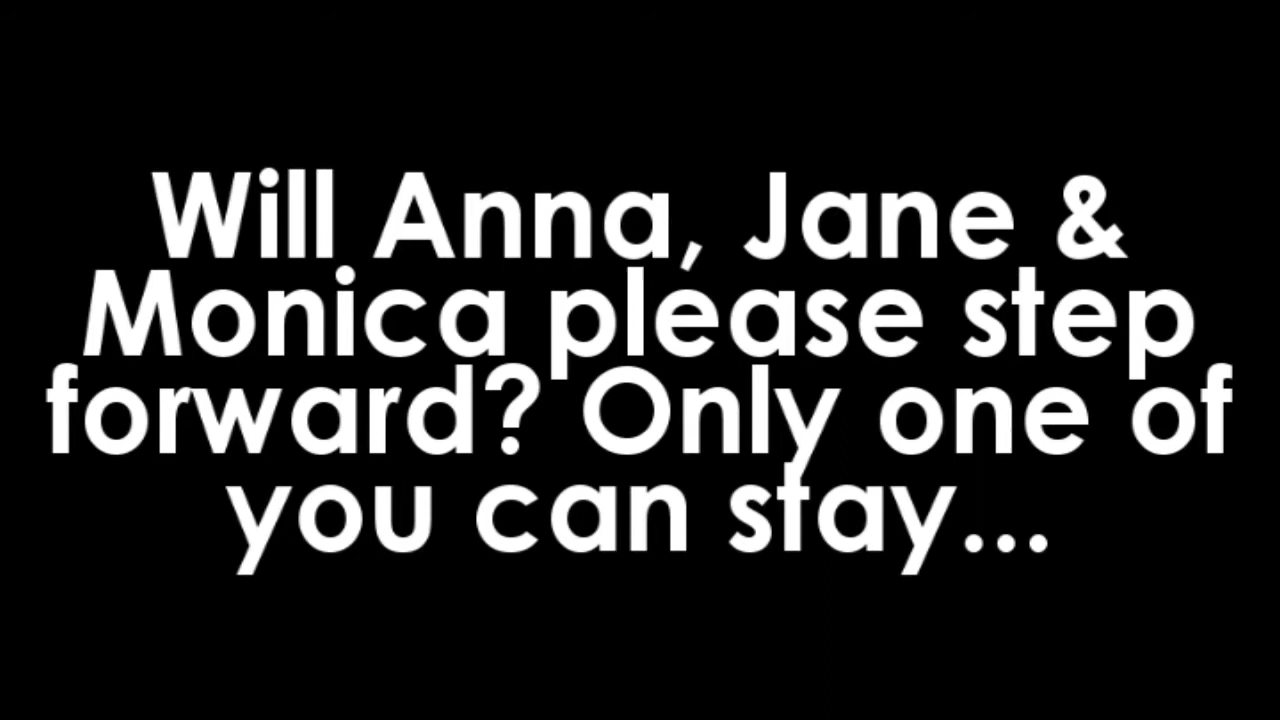 Will Anna, Jane &
Monica please step
forward? Only one of
you can stay...